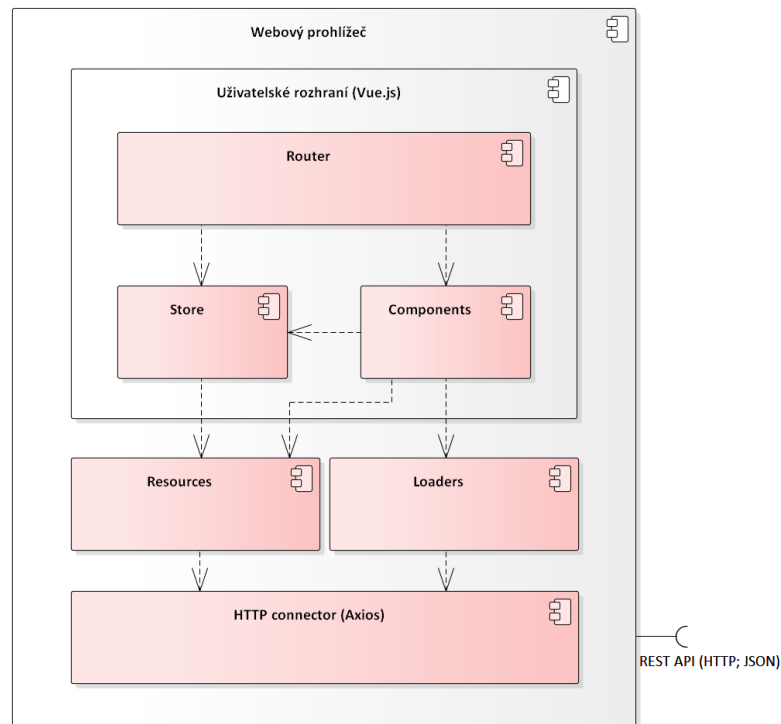 Webový prohlížeč
Uživatelské rozhraní (Vue.js)
Router
Store
Components
Resources
Loaders
HTTP connector (Axios)
REST API (HTTP; JSON)